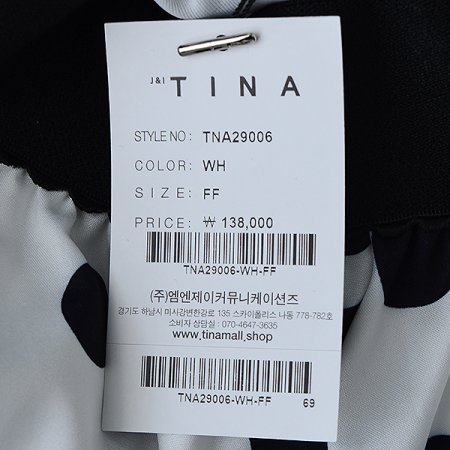 J&I TINA
STYLE NO : TNA29006
COLOR: WH
SIZE: FF
PRICE: ₩ 138,000
TNA29006-WH-FF
(주)엠엔제이커뮤니케이션즈
경기도 하남시 미사강변한강로 135 스카이폴리스 나동 778-782호
소비자 상담실 : 070-4647-3635
www.tinamall.shop
TNA29006-WH-FF 69